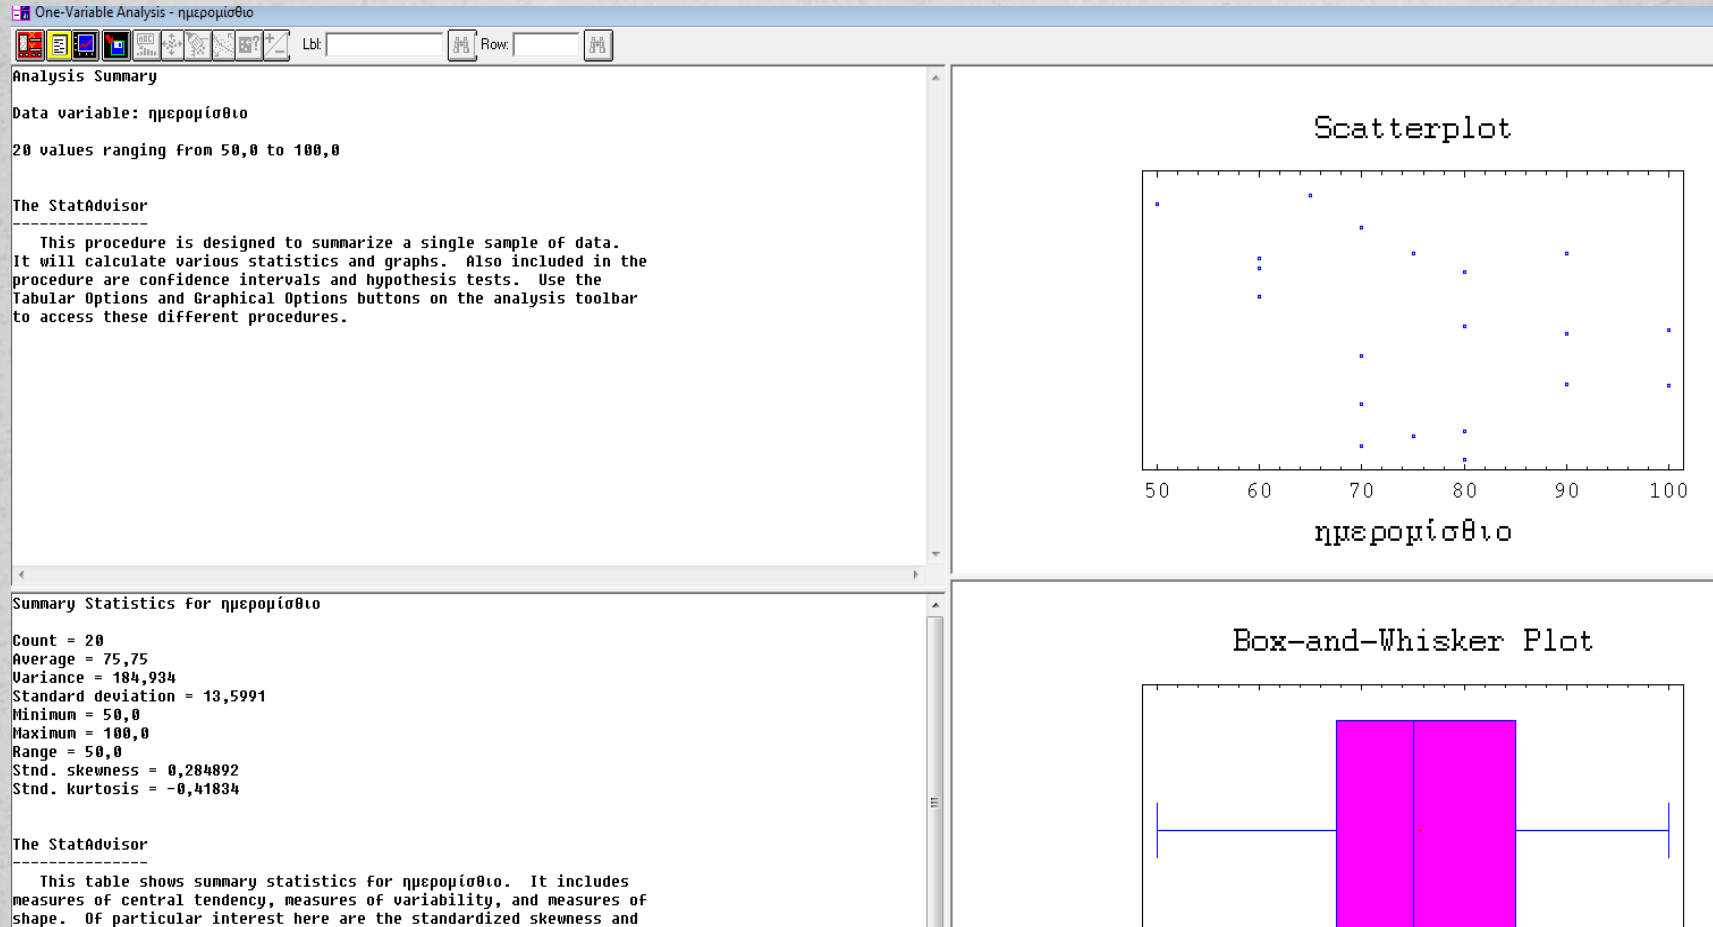 One-Variable Analysis - ημερομίσθιο
Lbl: Row:
Analysis Summary
Data variable: ημερομίσθιο
20 values ranging from 50,0 to 100,0
The StatAdvisor
---------------
This procedure is designed to summarize a single sample of data.
It will calculate various statistics and graphs. Also included in the
procedure are confidence intervals and hypothesis tests. Use the
Tabular Options and Graphical Options buttons on the analysis toolbar
to access these different procedures.
Scatterplot
50 60 70 80 90 100
ημερομίσθιο
Summary Statistics for ημερομίσθιο
Count = 20
Average = 75,75
Variance = 184,934
Standard deviation = 13,5991
Minimum = 50,0
Maximum = 100,0
Range = 50,0
Stnd. skewness = 0,284892
Stnd. kurtosis = -0,41834
The StatAdvisor
---------------
This table shows summary statistics for ημερομίσθιο. It includes
measures of central tendency, measures of variability, and measures of
shape. Of particular interest here are the standardized skewness and
Box-and-Whisker Plot